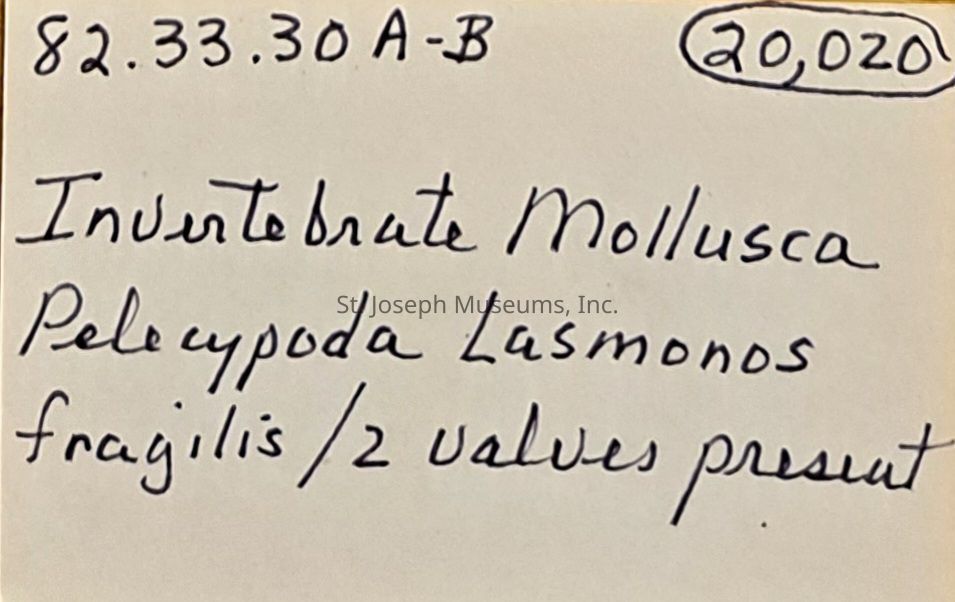 82.33.30 A-B 20,020
Invertebrate Mollusca
St. Joseph Museums, Inc.
Pelecypoda Lasmonos
fragilis / 2 valves present